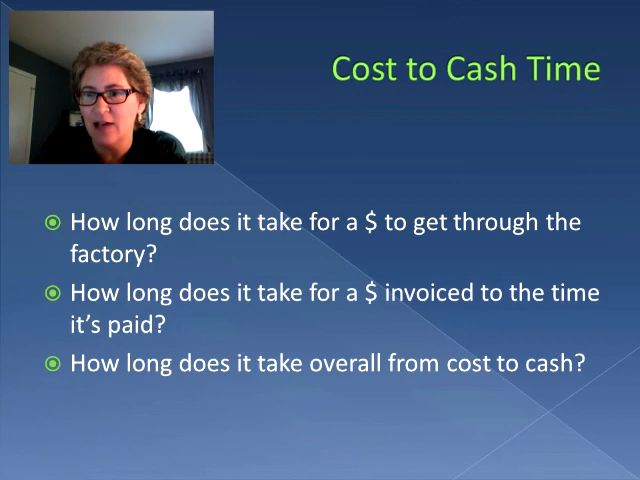 Cost to Cash Time
How long does it take for a $ to get through the
factory?
How long does it take for a $ invoiced to the time
it's paid?
How long does it take overall from cost to cash?